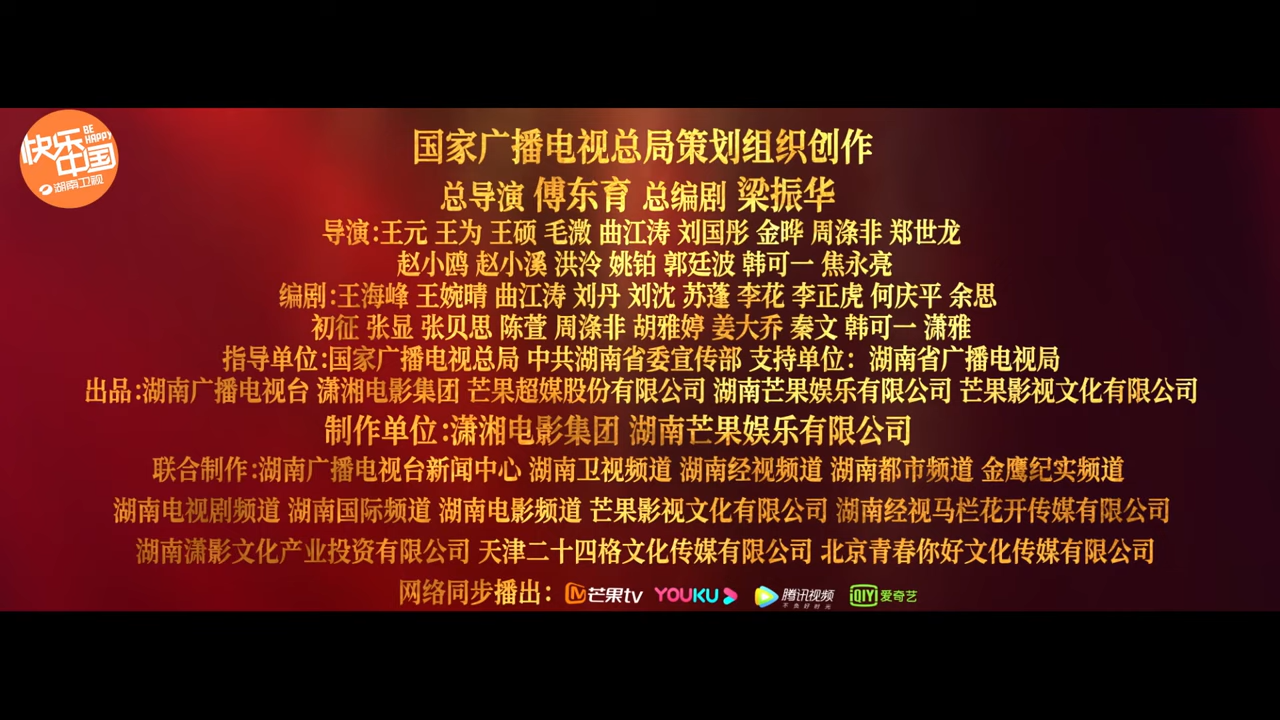 快乐
BE HAPPY
中国
湖南卫视
国家广播电视总局策划组织创作
总导演 傅东育 总编剧 梁振华
导演:王元 王为 王硕 毛溦 曲江涛 刘国彤 金晔 周涤非 郑世龙
赵小鸥 赵小溪 洪泠 姚铂 郭廷波 韩可一 焦永亮
编剧:王海峰 王婉晴 曲江涛 刘丹 刘沈 苏蓬 李花 李正虎 何庆平 余思
初征 张显 张贝思 陈萱 周涤非 胡雅婷 姜大乔 秦文 韩可一 潇雅
指导单位:国家广播电视总局 中共湖南省委宣传部 支持单位: 湖南省广播电视局
出品:湖南广播电视台 潇湘电影集团 芒果超媒股份有限公司 湖南芒果娱乐有限公司 芒果影视文化有限公司
制作单位:潇湘电影集团 湖南芒果娱乐有限公司
联合制作:湖南广播电视台新闻中心 湖南卫视频道 湖南经视频道 湖南都市频道 金鹰纪实频道
湖南电视剧频道 湖南国际频道 湖南电影频道 芒果影视文化有限公司 湖南经视马栏花开传媒有限公司
湖南潇影文化产业投资有限公司 天津二十四格文化传媒有限公司 北京青春你好文化传媒有限公司
网络同步播出: 芒果tv YOUKU 腾讯视频 iQIY 爱奇艺
不负好时光